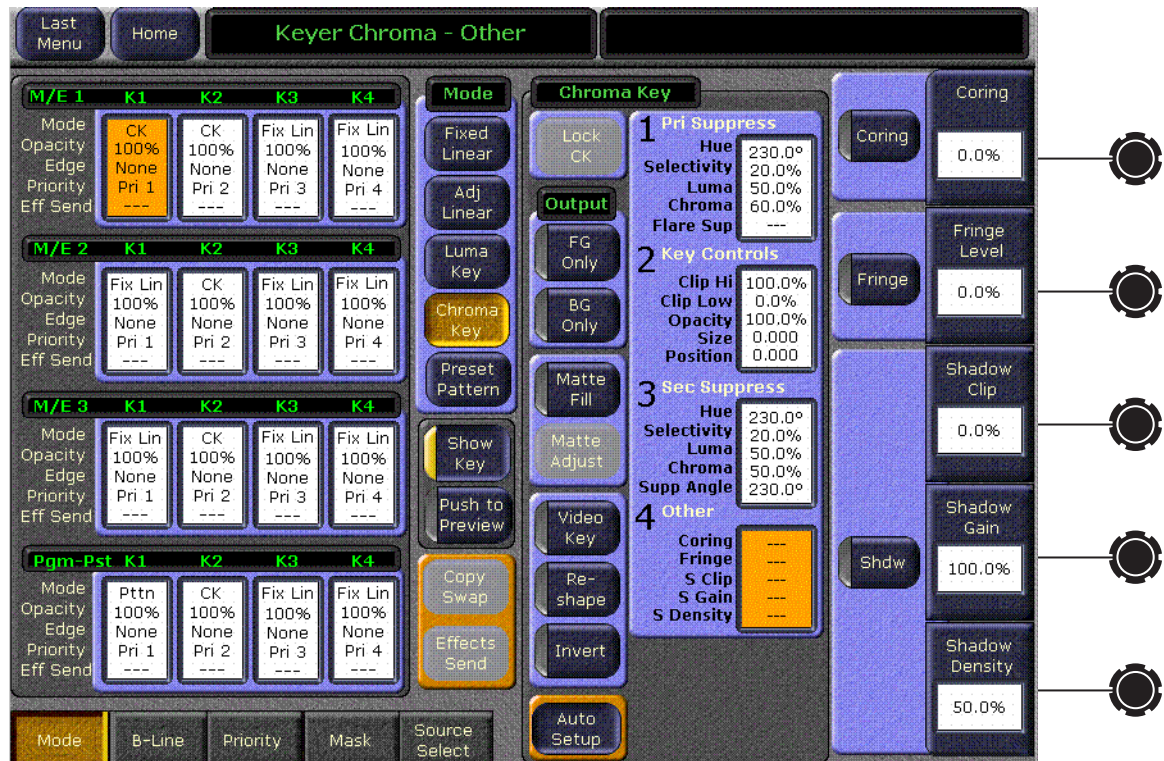 Last
Menu
Home
Keyer Chroma - Other
M/E 1 K1 K2 K3 K4
Mode CK CK Fix Lin Fix Lin
Opacity 100% 100% 100% 100%
Edge None None None None
Priority Pri 1 Pri 2 Pri 3 Pri 4
Eff Send --- --- --- ---
M/E 2 K1 K2 K3 K4
Mode Fix Lin CK Fix Lin Fix Lin
Opacity 100% 100% 100% 100%
Edge None None None None
Priority Pri 1 Pri 2 Pri 3 Pri 4
Eff Send --- --- --- ---
M/E 3 K1 K2 K3 K4
Mode Fix Lin CK Fix Lin Fix Lin
Opacity 100% 100% 100% 100%
Edge None None None None
Priority Pri 1 Pri 2 Pri 3 Pri 4
Eff Send --- --- --- ---
Pgm-Pst K1 K2 K3 K4
Mode Pttn CK Fix Lin Fix Lin
Opacity 100% 100% 100% 100%
Edge None None None None
Priority Pri 1 Pri 2 Pri 3 Pri 4
Eff Send --- --- --- ---
Mode
Fixed
Linear
Adj
Linear
Luma
Key
Chroma
Key
Preset
Pattern
Show
Key
Push to
Preview
Copy
Swap
Effects
Send
Chroma Key
Lock
CK
Output
FG
Only
BG
Only
Matte
Fill
Matte
Adjust
Video
Key
Re-
shape
Invert
Auto
Setup
1 Pri Suppress
Hue 230.0°
Selectivity 20.0%
Luma 50.0%
Chroma 60.0%
Flare Sup ---
2 Key Controls
Clip Hi 100.0%
Clip Low 0.0%
Opacity 100.0%
Size 0.000
Position 0.000
3 Sec Suppress
Hue 230.0°
Selectivity 20.0%
Luma 50.0%
Chroma 50.0%
Supp Angle 230.0°
4 Other
Coring ---
Fringe ---
S Clip ---
S Gain ---
S Density ---
Coring
Fringe
Shdw
Coring
0.0%
Fringe
Level
0.0%
Shadow
Clip
0.0%
Shadow
Gain
100.0%
Shadow
Density
50.0%
Mode
B-Line
Priority
Mask
Source
Select